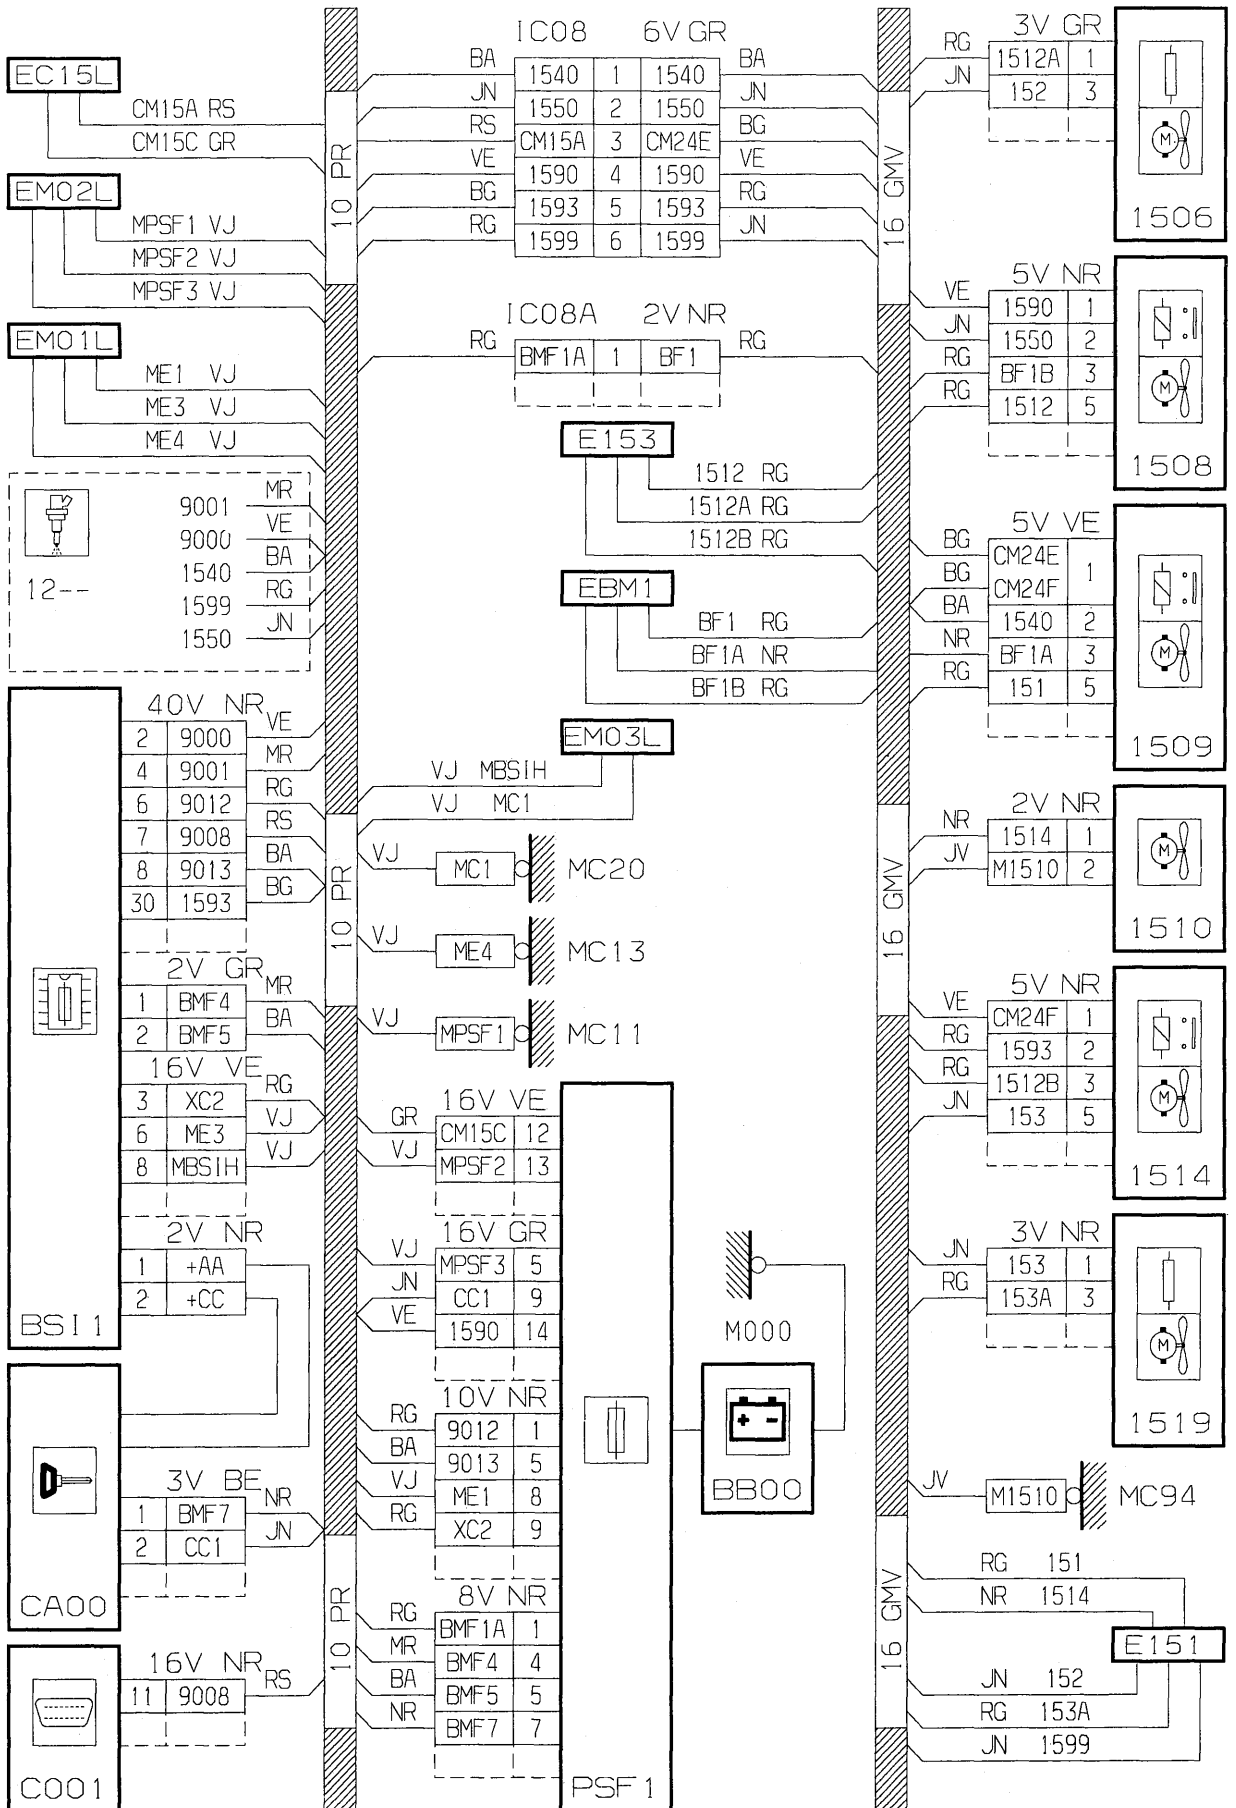 EC15L
CM15A RS
CM15C GR
EM02L
MPSF1 VJ
MPSF2 VJ
MPSF3 VJ
EM01L
ME1 VJ
ME3 VJ
ME4 VJ
12--
9001 MR
9000 VE
1540 BA
1599 RG
1550 JN
40V NR
2 9000 VE
4 9001 MR
6 9012 RG
7 9008 RS
8 9013 BA
30 1593 BG
2V GR
1 BMF4 MR
2 BMF5 BA
16V VE
3 XC2 RG
6 ME3 VJ
8 MBSIH VJ
2V NR
1 +AA
2 +CC
BSI1
3V BE
1 BMF7 NR
2 CC1 JN
CA00
16V NR
11 9008 RS
C001
10 PR
10 PR
10 PR
IC08 6V GR
BA 1540 1 1540 BA
JN 1550 2 1550 JN
RS CM15A 3 CM24E BG
VE 1590 4 1590 VE
BG 1593 5 1593 RG
RG 1599 6 1599 JN
IC08A 2V NR
RG BMF1A 1 BF1 RG
E153
1512 RG
1512A RG
1512B RG
EBM1
BF1 RG
BF1A NR
BF1B RG
EM03L
VJ MBSIH
VJ MC1
VJ MC1 MC20
VJ ME4 MC13
VJ MPSF1 MC11
16V VE
GR CM15C 12
VJ MPSF2 13
16V GR
VJ MPSF3 5
JN CC1 9
VE 1590 14
10V NR
RG 9012 1
BA 9013 5
VJ ME1 8
RG XC2 9
8V NR
RG BMF1A 1
MR BMF4 4
BA BMF5 5
NR BMF7 7
PSF1
M000
+ -
BB00
16 GMV
16 GMV
16 GMV
3V GR
RG 1512A 1
JN 152 3
M
1506
5V NR
VE 1590 1
JN 1550 2
RG BF1B 3
RG 1512 5
M
1508
5V VE
BG CM24E 1
BG CM24F
BA 1540 2
NR BF1A 3
RG 151 5
M
1509
2V NR
NR 1514 1
JV M1510 2
M
1510
5V NR
VE CM24F 1
RG 1593 2
RG 1512B 3
JN 153 5
M
1514
3V NR
JN 153 1
RG 153A 3
M
1519
JV M1510 MC94
RG 151
NR 1514
E151
JN 152
RG 153A
JN 1599